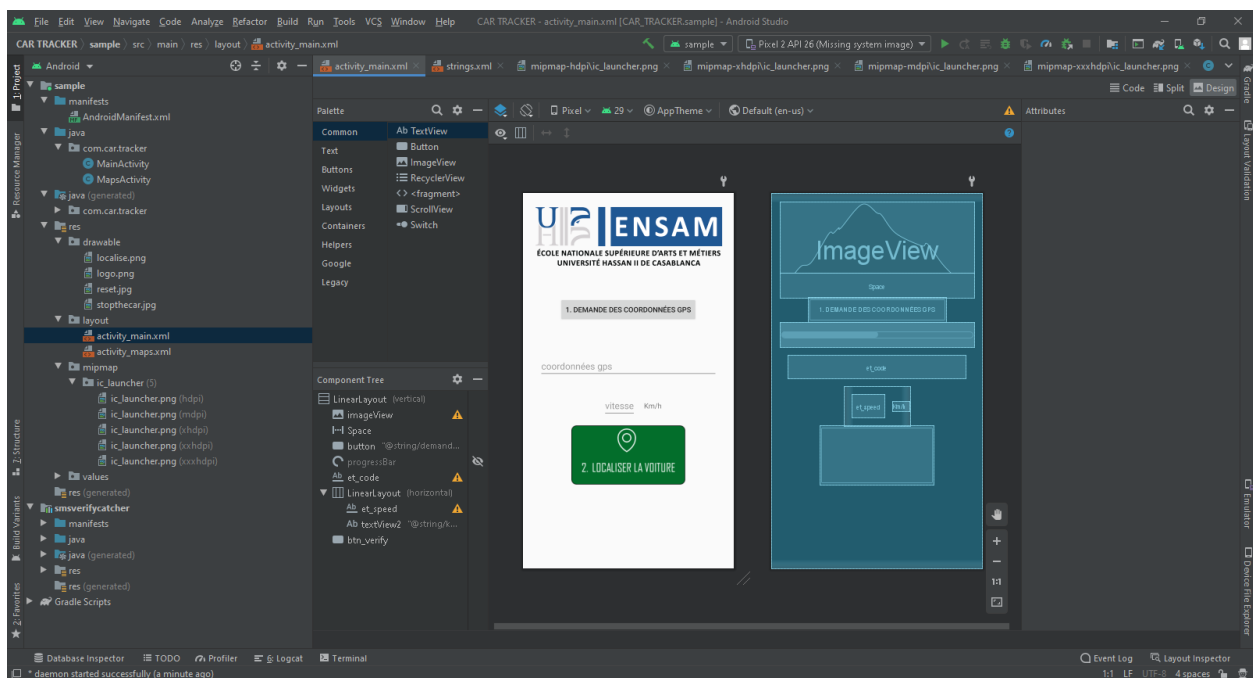 File Edit View Navigate Code Analyze Refactor Build Run Tools VCS Window Help CAR TRACKER - activity_main.xml [CAR_TRACKER.sample] - Android Studio
CAR TRACKER sample src main res layout activity_main.xml
sample Pixel 2 API 26 (Missing system image)
1: Project
Resource Manager
7: Structure
Build Variants
2: Favorites
Android
sample
manifests
AndroidManifest.xml
java
com.car.tracker
MainActivity
MapsActivity
java (generated)
com.car.tracker
res
drawable
localise.png
logo.png
reset.jpg
stopthecar.jpg
layout
activity_main.xml
activity_maps.xml
mipmap
ic_launcher (5)
ic_launcher.png (hdpi)
ic_launcher.png (mdpi)
ic_launcher.png (xhdpi)
ic_launcher.png (xxhdpi)
ic_launcher.png (xxxhdpi)
values
res (generated)
smsverifycatcher
manifests
java
java (generated)
res
res (generated)
Gradle Scripts
activity_main.xml strings.xml mipmap-hdpi\ic_launcher.png mipmap-xhdpi\ic_launcher.png mipmap-mdpi\ic_launcher.png mipmap-xxxhdpi\ic_launcher.png
Code Split Design
Palette
Common
Text
Buttons
Widgets
Layouts
Containers
Helpers
Google
Legacy
Ab TextView
Button
ImageView
RecyclerView
<> <fragment>
ScrollView
Switch
Component Tree
LinearLayout (vertical)
imageView
Space
button "@string/demand...
progressBar
Ab et_code
LinearLayout (horizontal)
Ab et_speed
Ab textView2 "@string/k...
btn_verify
Pixel 29 AppTheme Default (en-us)
UH2 ENSAM
ÉCOLE NATIONALE SUPÉRIEURE D'ARTS ET MÉTIERS
UNIVERSITÉ HASSAN II DE CASABLANCA
1. DEMANDE DES COORDONNÉES GPS
coordonnées gps
vitesse Km/h
2. LOCALISER LA VOITURE
ImageView
Space
1. DEMANDE DES COORDONNÉES GPS
et_code
et_speed Km/h
1:1
Attributes
Gradle
Layout Validation
Emulator
Device File Explorer
Database Inspector TODO Profiler 6: Logcat Terminal
Event Log Layout Inspector
* daemon started successfully (a minute ago)
1:1 LF UTF-8 4 spaces